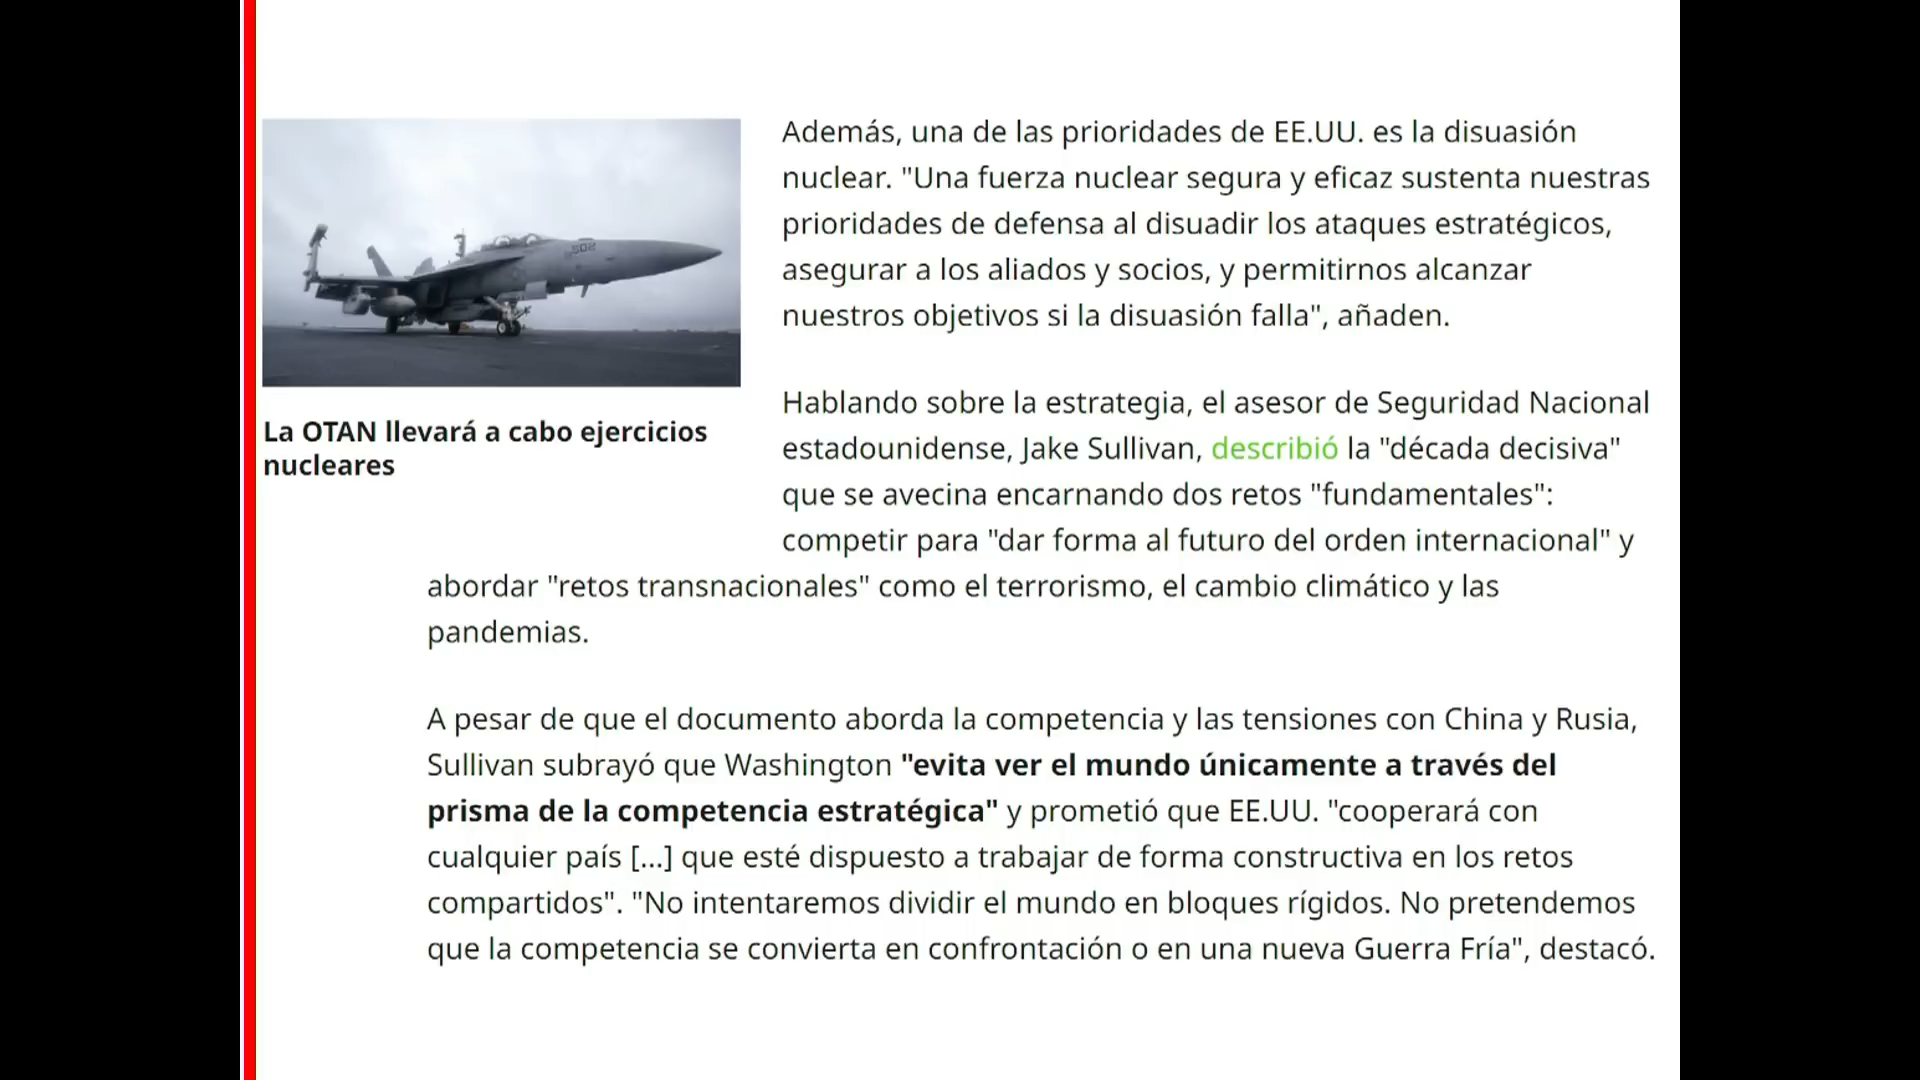 Además, una de las prioridades de EE.UU. es la disuasión
nuclear. "Una fuerza nuclear segura y eficaz sustenta nuestras
prioridades de defensa al disuadir los ataques estratégicos,
asegurar a los aliados y socios, y permitirnos alcanzar
nuestros objetivos si la disuasión falla", añaden.
502
La OTAN llevará a cabo ejercicios
nucleares
Hablando sobre la estrategia, el asesor de Seguridad Nacional
estadounidense, Jake Sullivan, describió la "década decisiva"
que se avecina encarnando dos retos "fundamentales":
competir para "dar forma al futuro del orden internacional" y
abordar "retos transnacionales" como el terrorismo, el cambio climático y las
pandemias.
A pesar de que el documento aborda la competencia y las tensiones con China y Rusia,
Sullivan subrayó que Washington "evita ver el mundo únicamente a través del
prisma de la competencia estratégica" y prometió que EE.UU. "cooperará con
cualquier país [...] que esté dispuesto a trabajar de forma constructiva en los retos
compartidos". "No intentaremos dividir el mundo en bloques rígidos. No pretendemos
que la competencia se convierta en confrontación o en una nueva Guerra Fría", destacó.